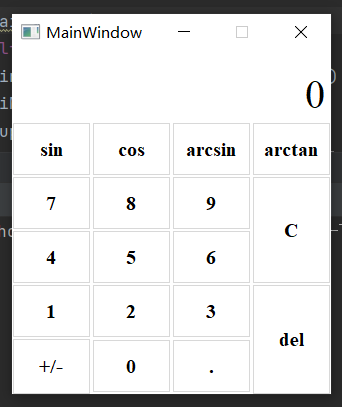 MainWindow
0
sin cos arcsin arctan
7 8 9
C
4 5 6
1 2 3
del
+/- 0 .